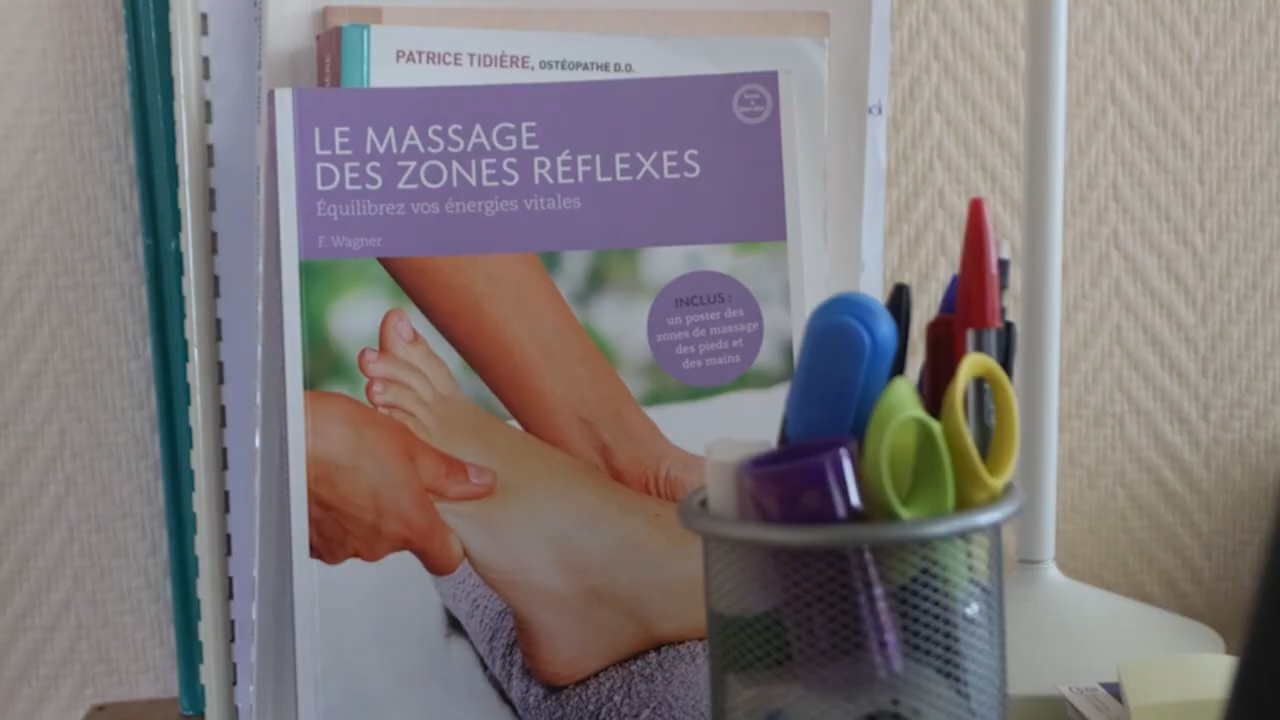 PATRICE TIDIÈRE, OSTÉOPATHE D.O.
LE MASSAGE
DES ZONES RÉFLEXES
Équilibrez vos énergies vitales
F. Wagner
INCLUS :
un poster des
zones de massage
des pieds et
des mains